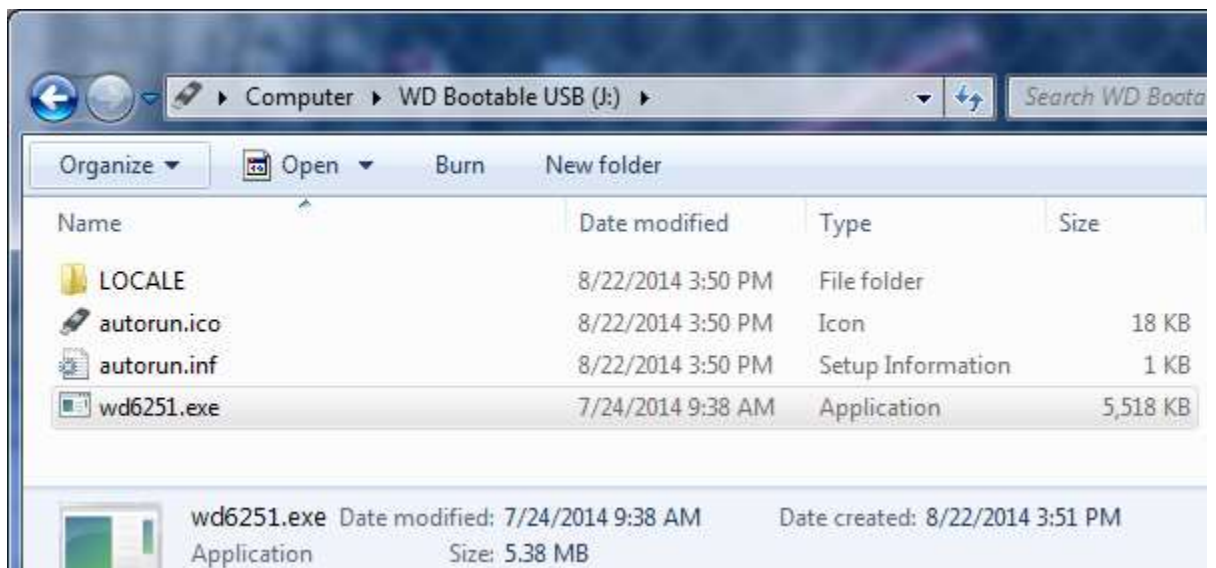 Computer WD Bootable USB (J:) Search WD Boota
Organize Open Burn New folder
Name Date modified Type Size
LOCALE 8/22/2014 3:50 PM File folder
autorun.ico 8/22/2014 3:50 PM Icon 18 KB
autorun.inf 8/22/2014 3:50 PM Setup Information 1 KB
wd6251.exe 7/24/2014 9:38 AM Application 5,518 KB
wd6251.exe Date modified: 7/24/2014 9:38 AM Date created: 8/22/2014 3:51 PM
Application Size: 5.38 MB